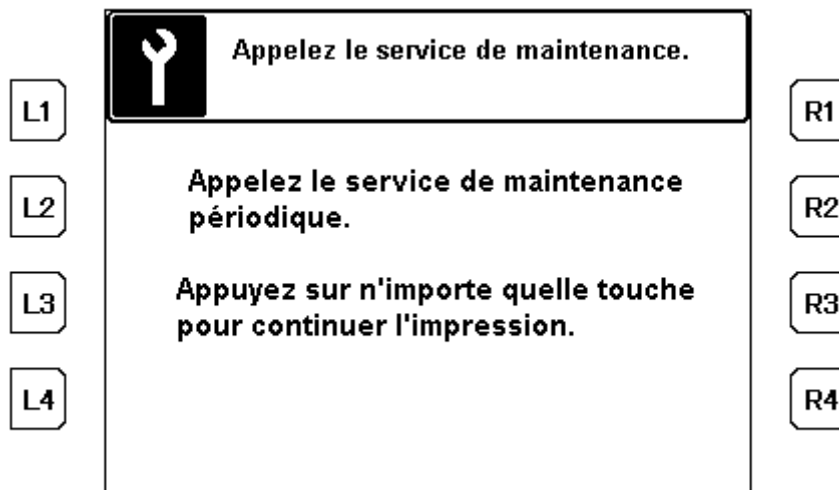 Appelez le service de maintenance.
L1
R1
Appelez le service de maintenance
périodique.
L2
R2
Appuyez sur n'importe quelle touche
pour continuer l'impression.
L3
R3
L4
R4